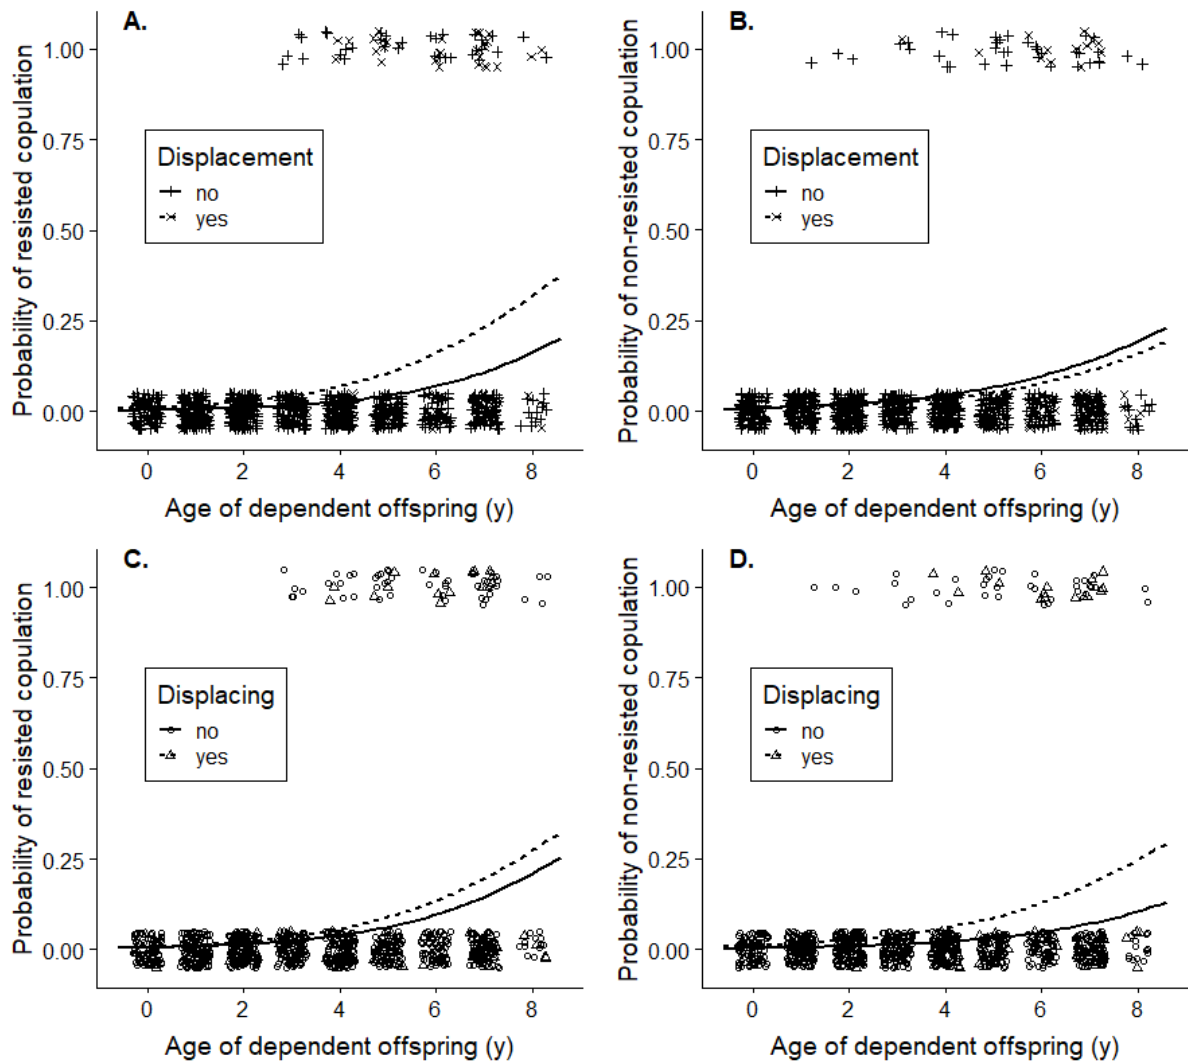 A.
Probability of resisted copulation
1.00
0.75
0.50
0.25
0.00
Displacement
no
yes
0 2 4 6 8
Age of dependent offspring (y)
B.
Probability of non-resisted copulation
1.00
0.75
0.50
0.25
0.00
Displacement
no
yes
0 2 4 6 8
Age of dependent offspring (y)
C.
Probability of resisted copulation
1.00
0.75
0.50
0.25
0.00
Displacing
no
yes
0 2 4 6 8
Age of dependent offspring (y)
D.
Probability of non-resisted copulation
1.00
0.75
0.50
0.25
0.00
Displacing
no
yes
0 2 4 6 8
Age of dependent offspring (y)